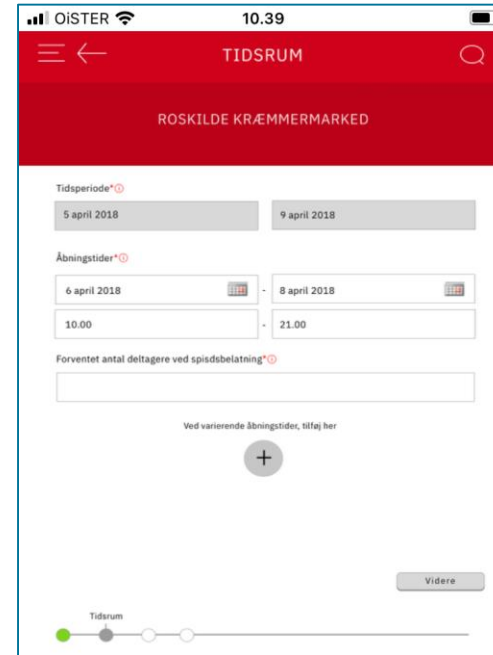 OiSTER 10.39
TIDSRUM
ROSKILDE KRÆMMERMARKED
Tidsperiode*
5 april 2018 9 april 2018
Åbningstider*
6 april 2018 - 8 april 2018
10.00 - 21.00
Forventet antal deltagere ved spisdsbelatning*
Ved varierende åbningstider, tilføj her
+
Videre
Tidsrum